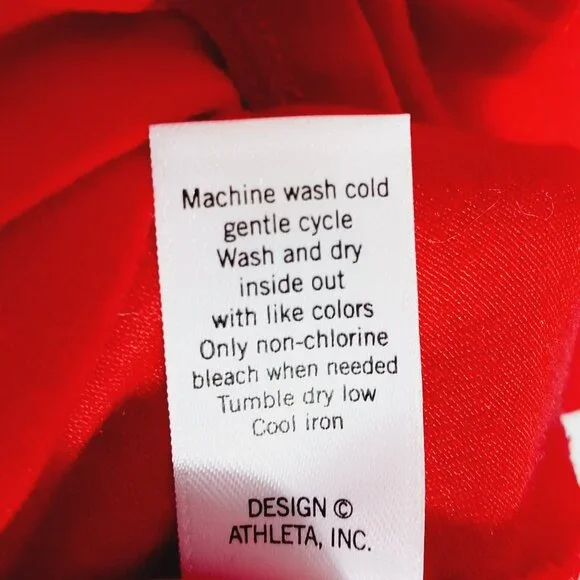 Machine wash cold
gentle cycle
Wash and dry
inside out
with like colors
Only non-chlorine
bleach when needed
Tumble dry low
Cool iron
DESIGN ©
ATHLETA, INC.